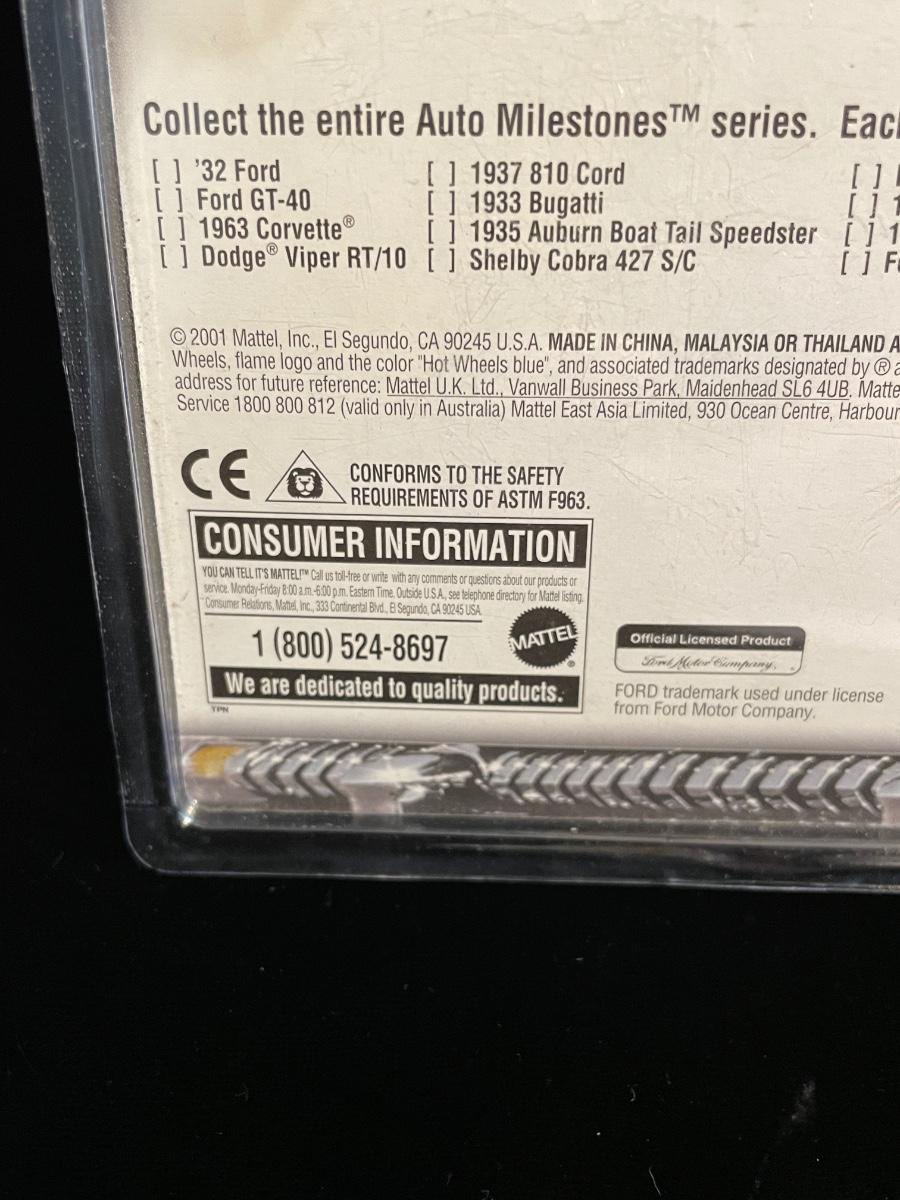 Collect the entire Auto Milestones™ series. Each
[ ] '32 Ford [ ] 1937 810 Cord [ ]
[ ] Ford GT-40 [ ] 1933 Bugatti [ ] 1
[ ] 1963 Corvette® [ ] 1935 Auburn Boat Tail Speedster [ ] 1
[ ] Dodge® Viper RT/10 [ ] Shelby Cobra 427 S/C [ ] F
© 2001 Mattel, Inc., El Segundo, CA 90245 U.S.A. MADE IN CHINA, MALAYSIA OR THAILAND A
Wheels, flame logo and the color "Hot Wheels blue", and associated trademarks designated by ® a
address for future reference: Mattel U.K. Ltd., Vanwall Business Park, Maidenhead SL6 4UB. Matte
Service 1800 800 812 (valid only in Australia) Mattel East Asia Limited, 930 Ocean Centre, Harbour
CE
CONFORMS TO THE SAFETY
REQUIREMENTS OF ASTM F963.
CONSUMER INFORMATION
YOU CAN TELL IT'S MATTEL!™ Call us toll-free or write with any comments or questions about our products or
service. Monday-Friday 8:00 a.m.-6:00 p.m. Eastern Time. Outside U.S.A., see telephone directory for Mattel listing.
Consumer Relations, Mattel, Inc., 333 Continental Blvd., El Segundo, CA 90245 USA.
1 (800) 524-8697
MATTEL®
We are dedicated to quality products.
TPN
Official Licensed Product
Ford Motor Company.
FORD trademark used under license
from Ford Motor Company.